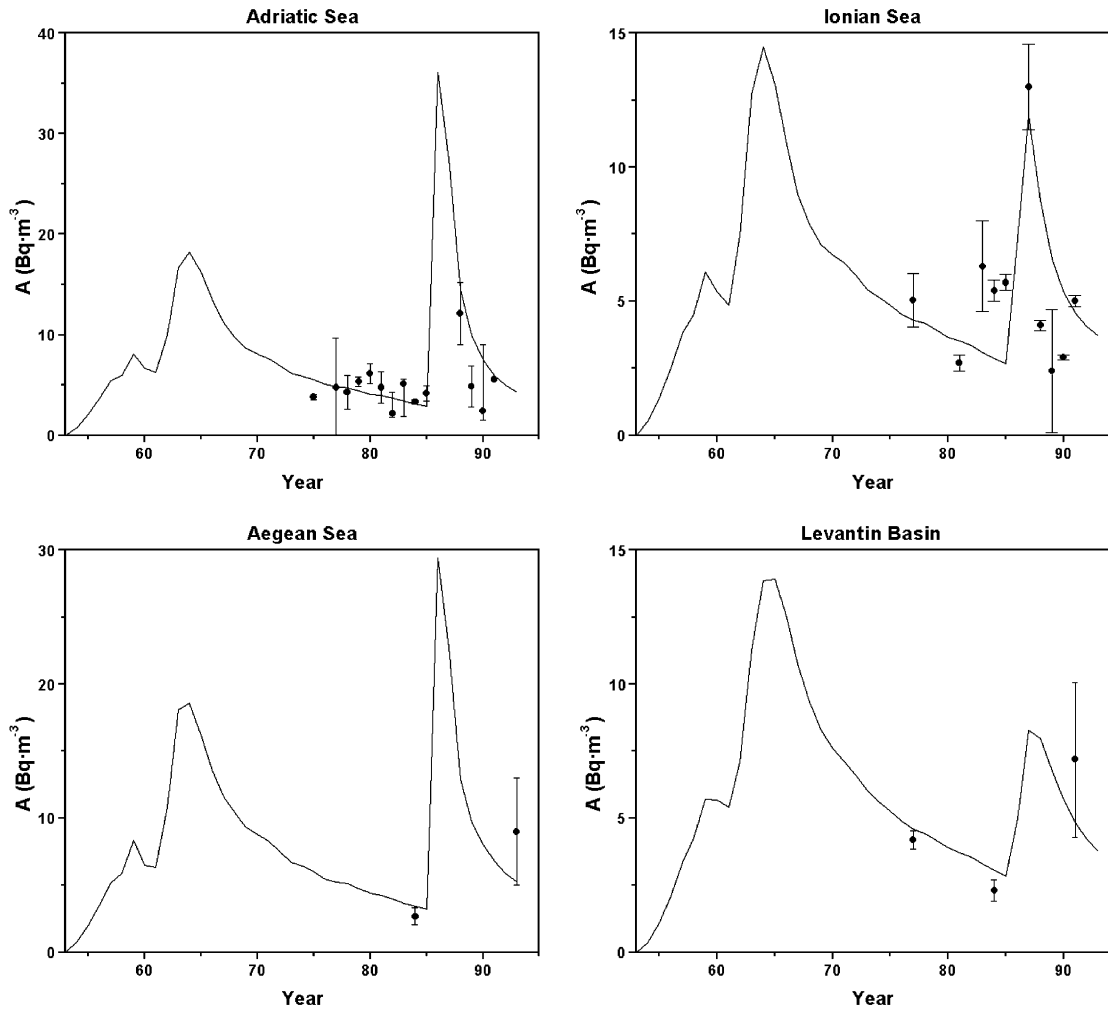 Adriatic Sea
40
30
20
10
0
A (Bq·m⁻³)
60 70 80 90
Year
Ionian Sea
15
10
5
0
A (Bq·m⁻³)
60 70 80 90
Year
Aegean Sea
30
20
10
0
A (Bq·m⁻³)
60 70 80 90
Year
Levantin Basin
15
10
5
0
A (Bq·m⁻³)
60 70 80 90
Year